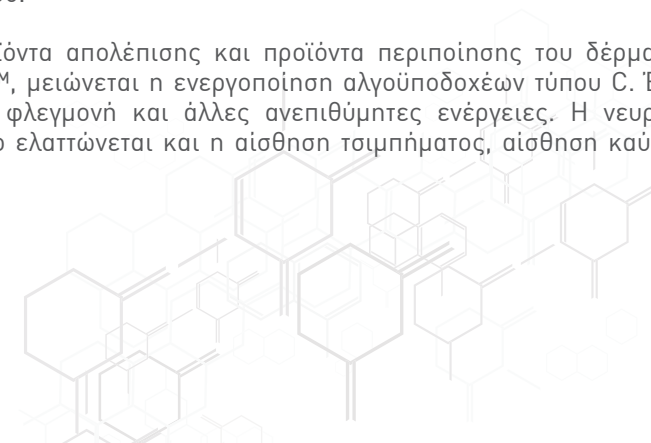 όντα απολέπισης και προϊόντα περιποίησης του δέρμα
μειώνεται η ενεργοποίηση αλγοϋποδοχέων τύπου C.
φλεγμονή και άλλες ανεπιθύμητες ενέργειες. Η νευρ
ελαττώνεται και η αίσθηση τσιμπήματος, αίσθηση καύ